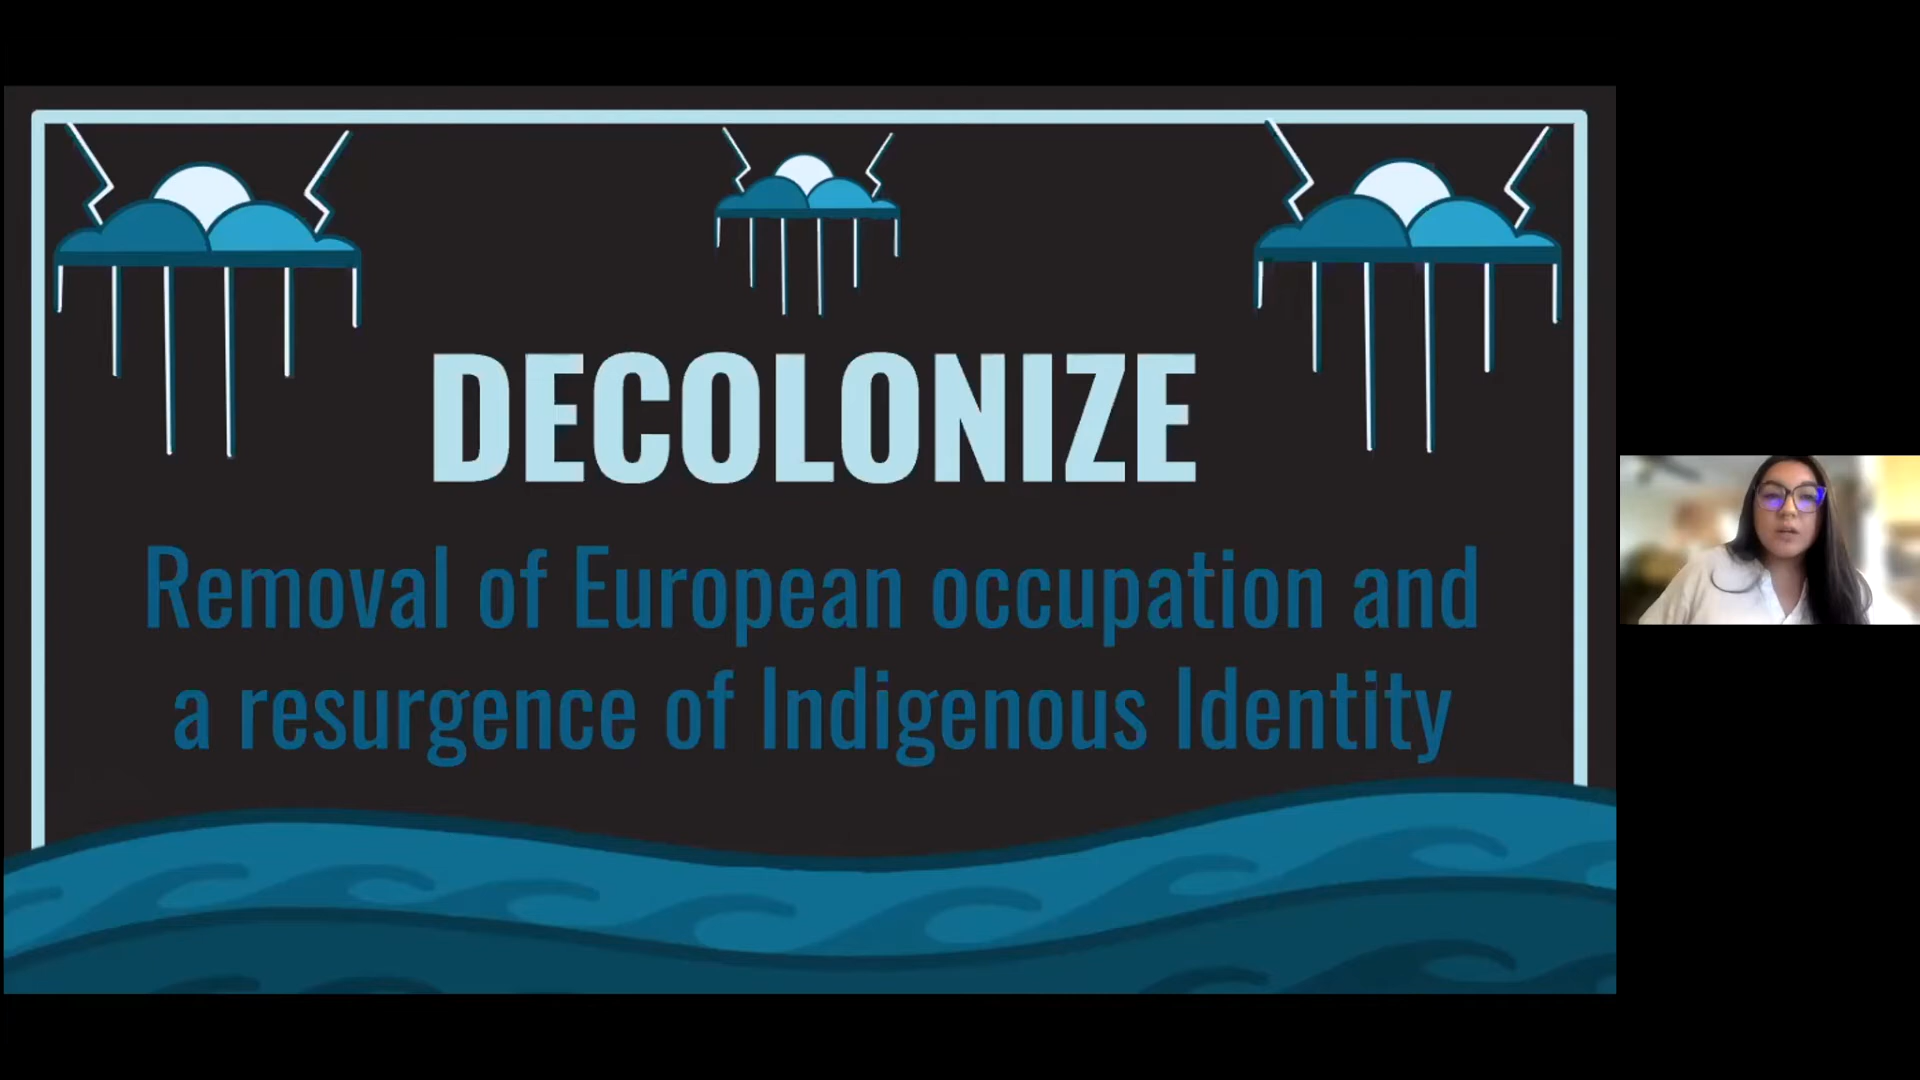 DECOLONIZE
Removal of European occupation and
a resurgence of Indigenous Identity